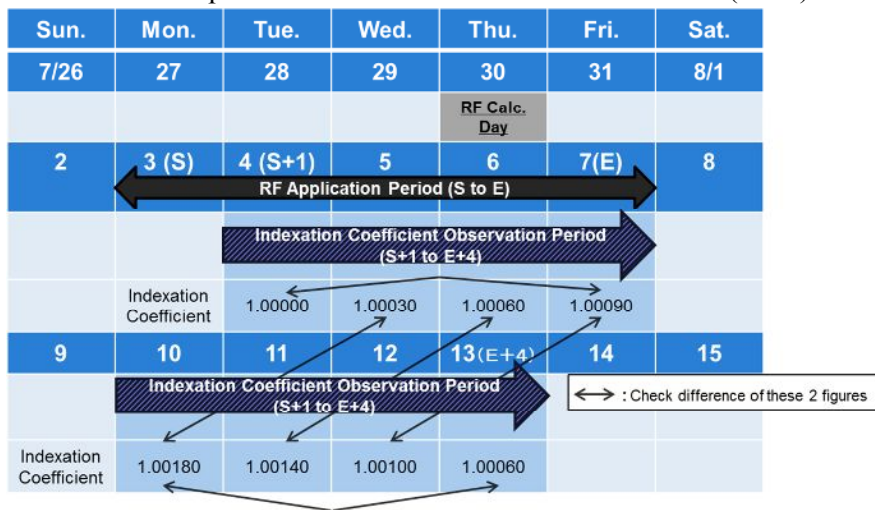 Sun. Mon. Tue. Wed. Thu. Fri. Sat.
7/26 27 28 29 30 31 8/1
RF Calc.
Day
2 3 (S) 4 (S+1) 5 6 7(E) 8
RF Application Period (S to E)
Indexation Coefficient Observation Period
(S+1 to E+4)
Indexation
Coefficient
1.00000 1.00030 1.00060 1.00090
9 10 11 12 13(E+4) 14 15
Indexation Coefficient Observation Period
(S+1 to E+4)
: Check difference of these 2 figures
Indexation
Coefficient
1.00180 1.00140 1.00100 1.00060